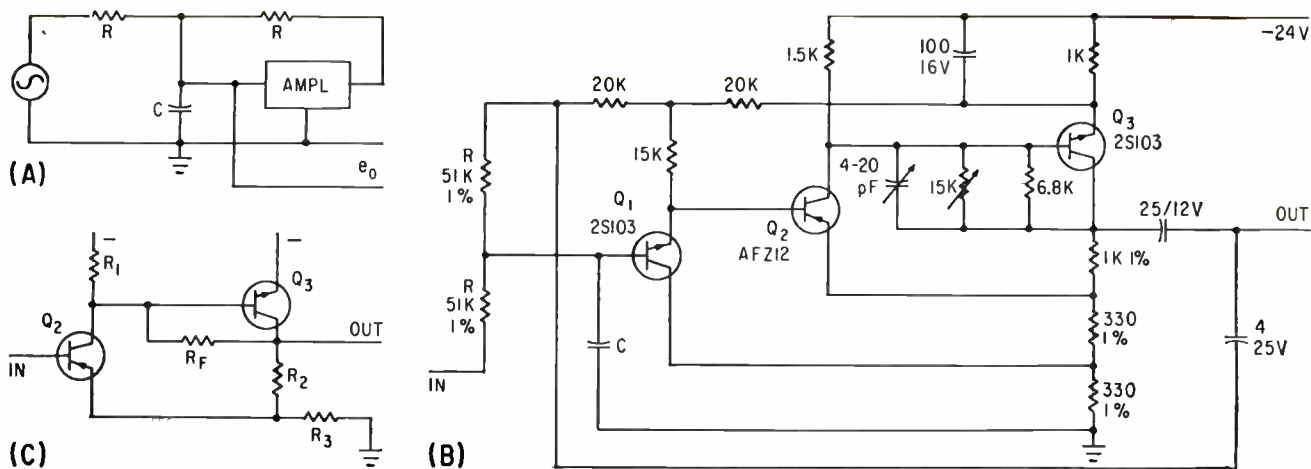 R
R
AMPL
C
e0
(A)
−
−
R1
Q3
Q2
OUT
RF
IN
R2
R3
(C)
−24V
1.5K
100
16V
1K
20K
20K
Q3
2S103
R
51K
1%
15K
4-20
pF
15K
6.8K
Q1
2S103
Q2
AFZ12
25/12V
OUT
1K 1%
R
51K
1%
330
1%
4
25V
C
IN
330
1%
(B)